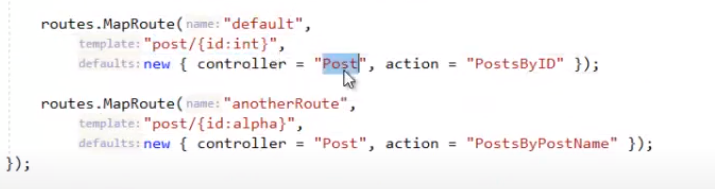 routes.MapRoute(name:"default",
template:"post/{id:int}",
defaults:new { controller = "Post", action = "PostsByID" });
routes.MapRoute(name:"anotherRoute",
template:"post/{id:alpha}",
defaults:new { controller = "Post", action = "PostsByPostName" });
});